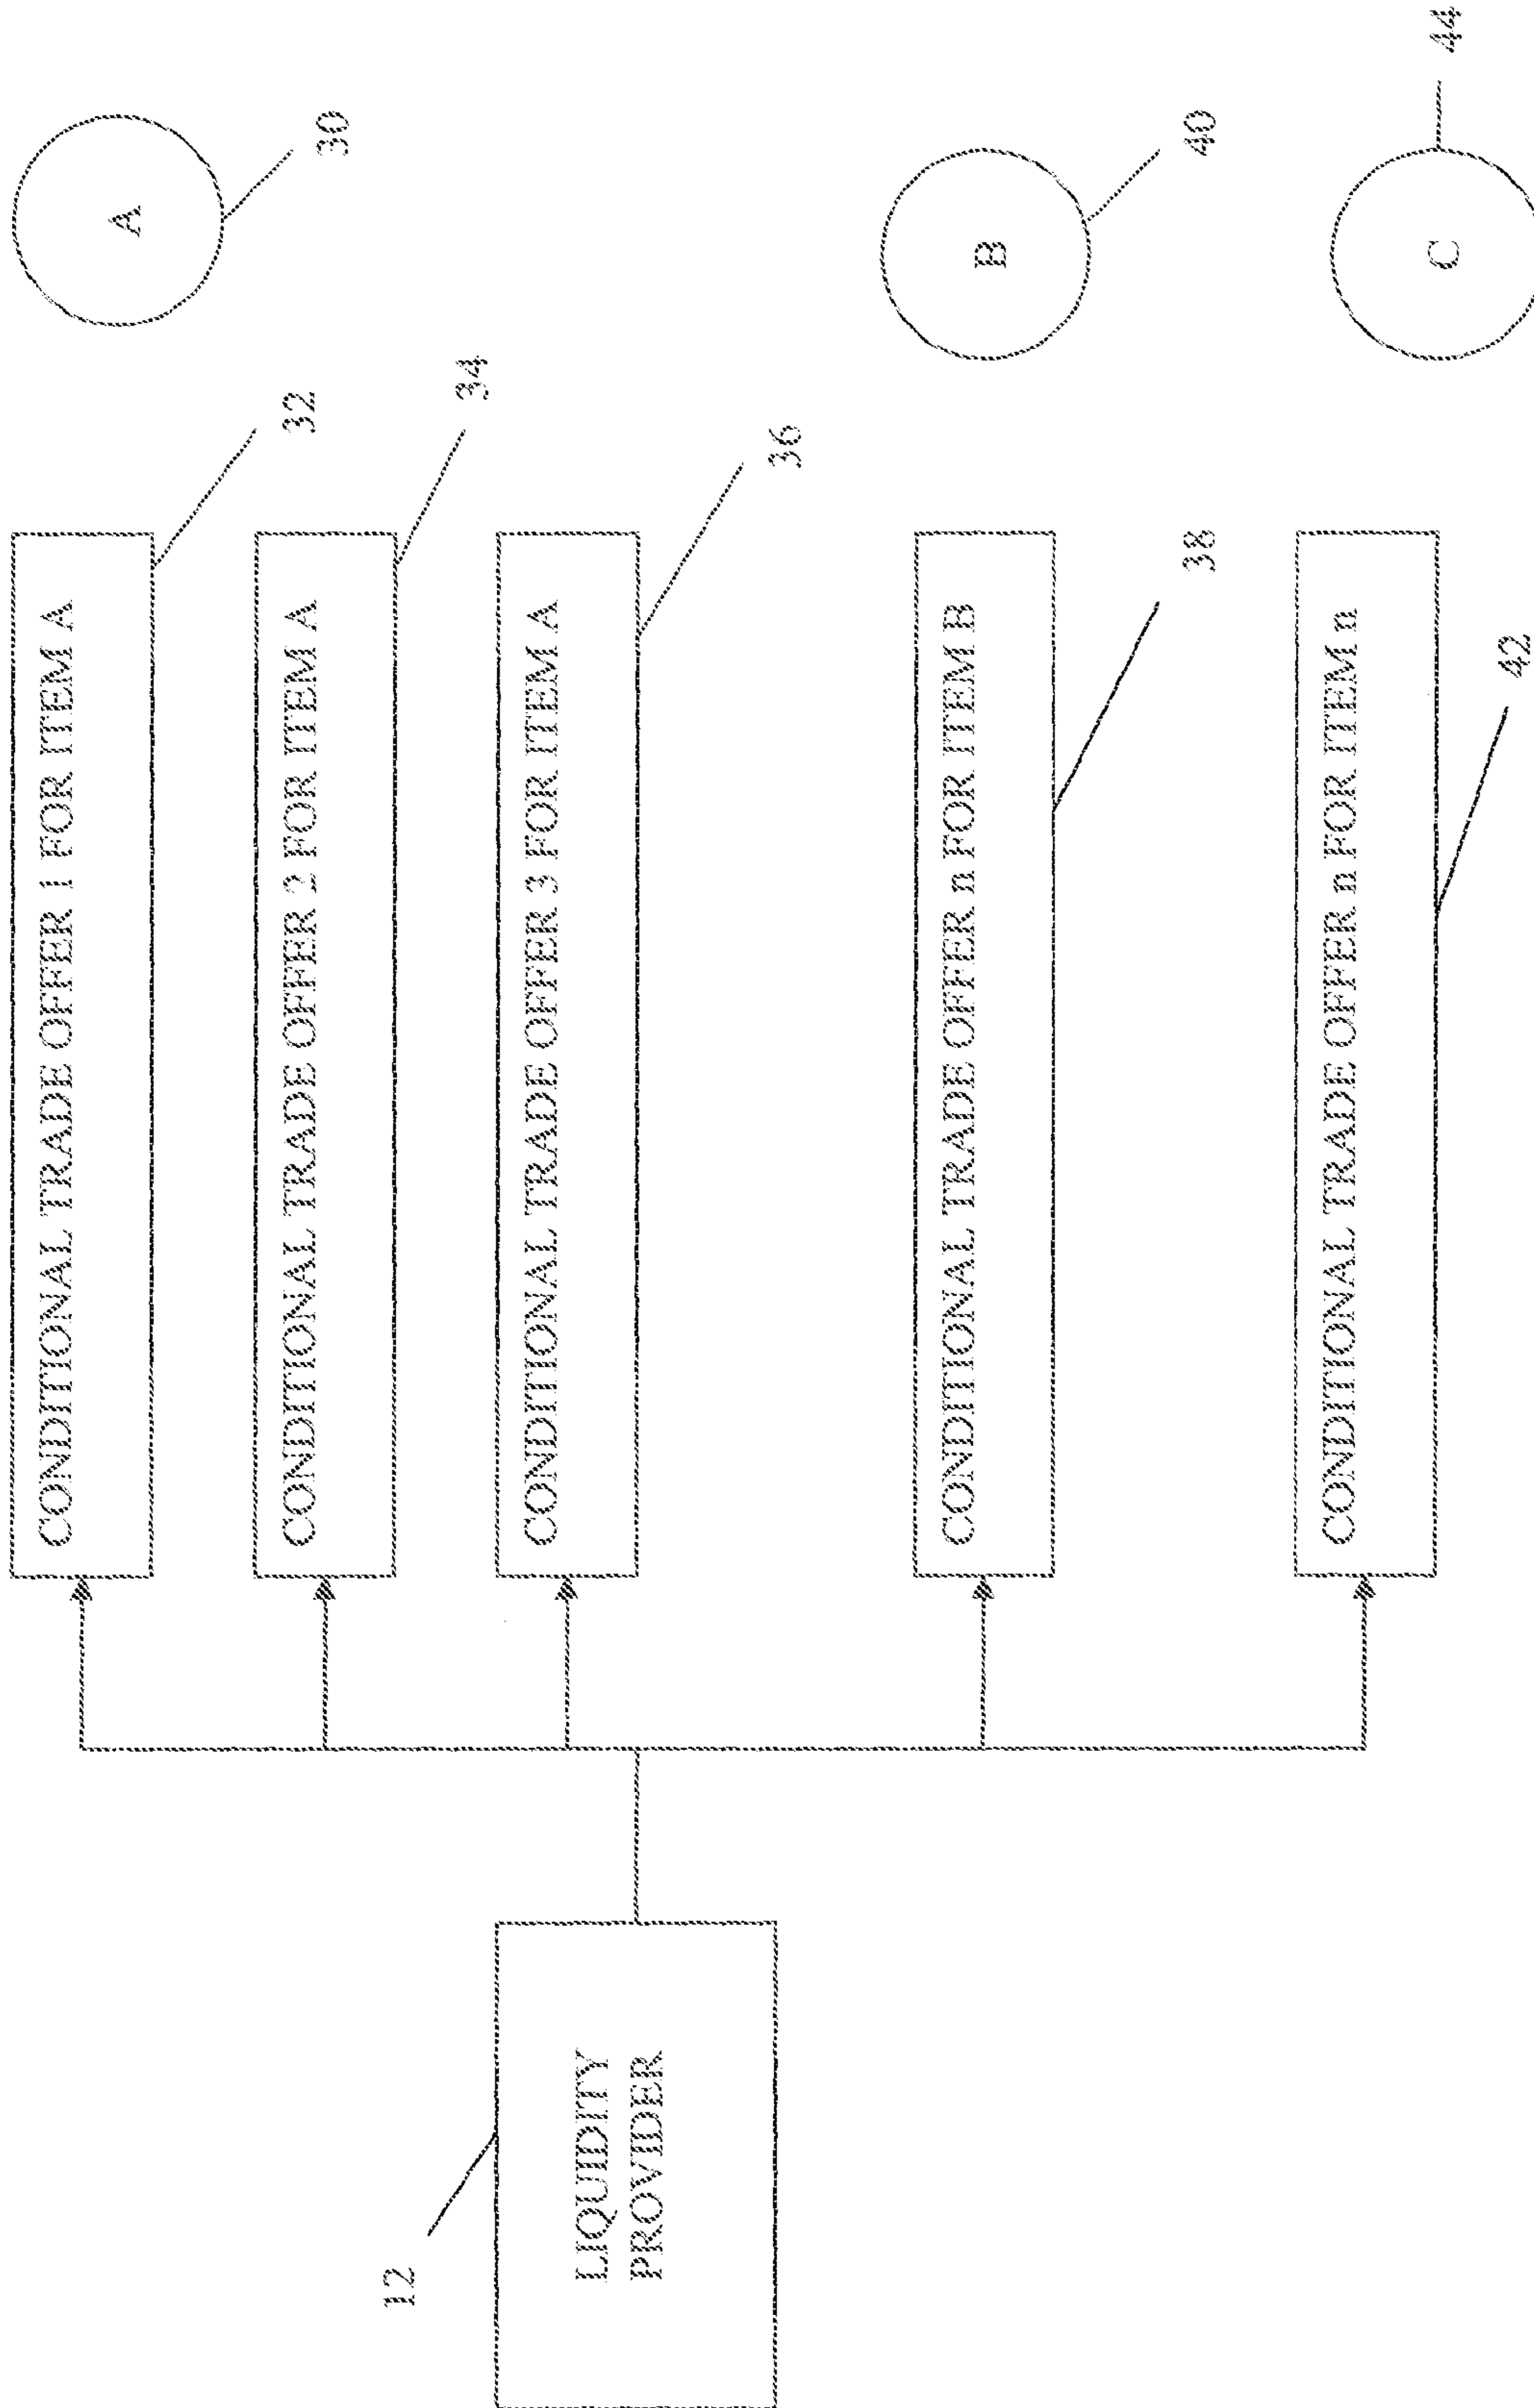 12
LIQUIDITY
PROVIDER
CONDITIONAL TRADE OFFER 1 FOR ITEM A
32
A
30
CONDITIONAL TRADE OFFER 2 FOR ITEM A
34
CONDITIONAL TRADE OFFER 3 FOR ITEM A
36
CONDITIONAL TRADE OFFER n FOR ITEM B
38
B
40
CONDITIONAL TRADE OFFER n FOR ITEM n
42
C
44